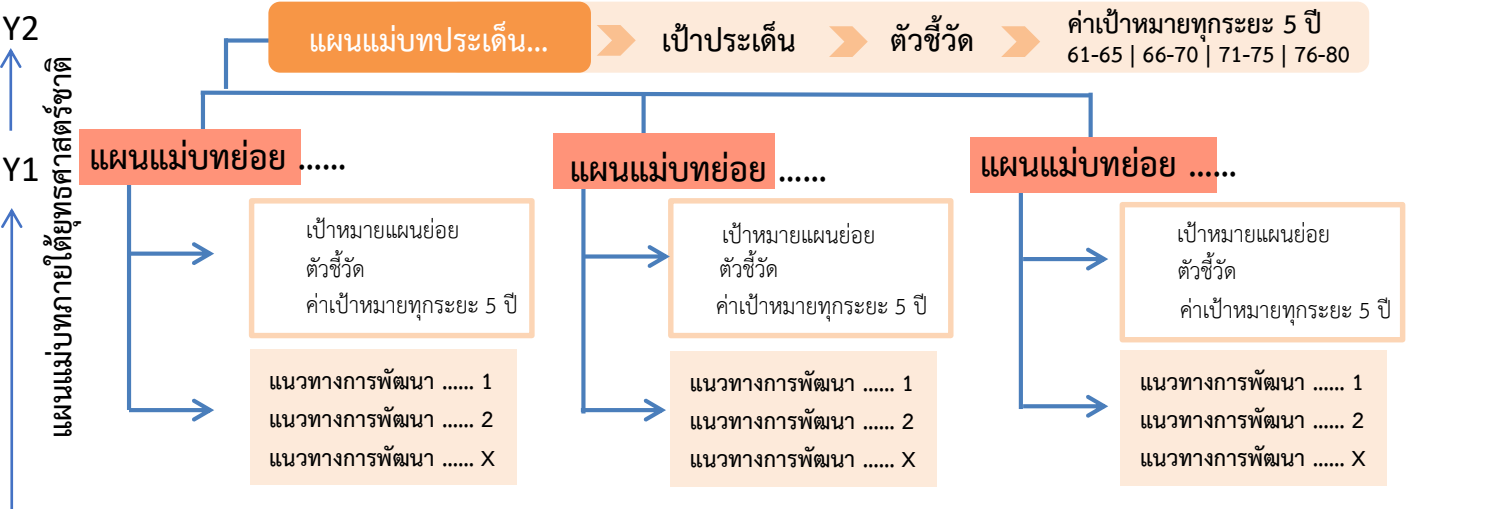 Y2
Y1
แผนแม่บทภายใต้ยุทธศาสตร์ชาติ
แผนแม่บทประเด็น...
เป้าประเด็น
ตัวชี้วัด
ค่าเป้าหมายทุกระยะ 5 ปี
61-65 | 66-70 | 71-75 | 76-80
แผนแม่บทย่อย ......
เป้าหมายแผนย่อย
ตัวชี้วัด
ค่าเป้าหมายทุกระยะ 5 ปี
แนวทางการพัฒนา ...... 1
แนวทางการพัฒนา ...... 2
แนวทางการพัฒนา ...... X
แผนแม่บทย่อย ......
เป้าหมายแผนย่อย
ตัวชี้วัด
ค่าเป้าหมายทุกระยะ 5 ปี
แนวทางการพัฒนา ...... 1
แนวทางการพัฒนา ...... 2
แนวทางการพัฒนา ...... X
แผนแม่บทย่อย ......
เป้าหมายแผนย่อย
ตัวชี้วัด
ค่าเป้าหมายทุกระยะ 5 ปี
แนวทางการพัฒนา ...... 1
แนวทางการพัฒนา ...... 2
แนวทางการพัฒนา ...... X